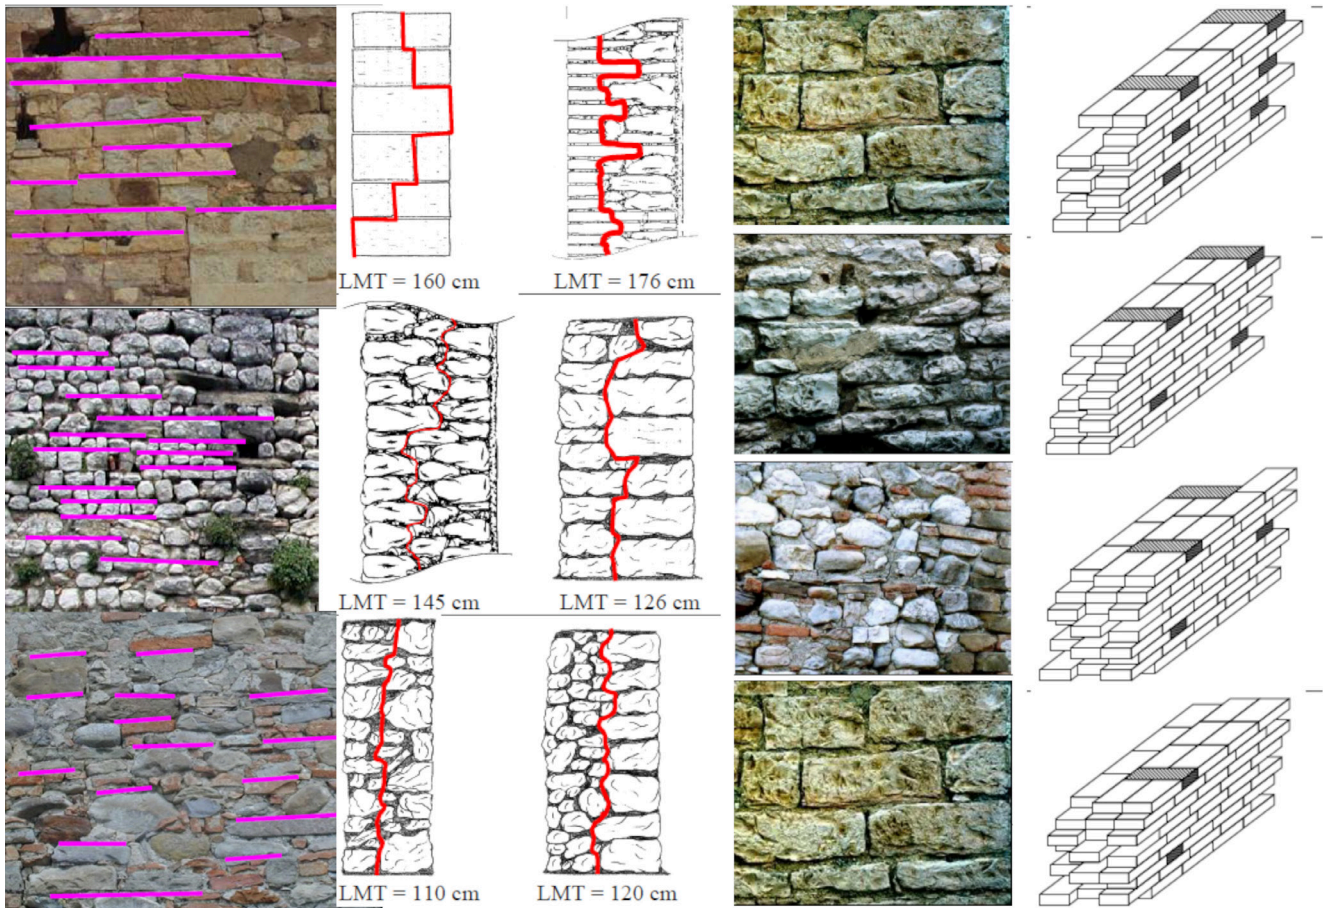 LMT = 160 cm
LMT = 176 cm
LMT = 145 cm
LMT = 126 cm
LMT = 110 cm
LMT = 120 cm